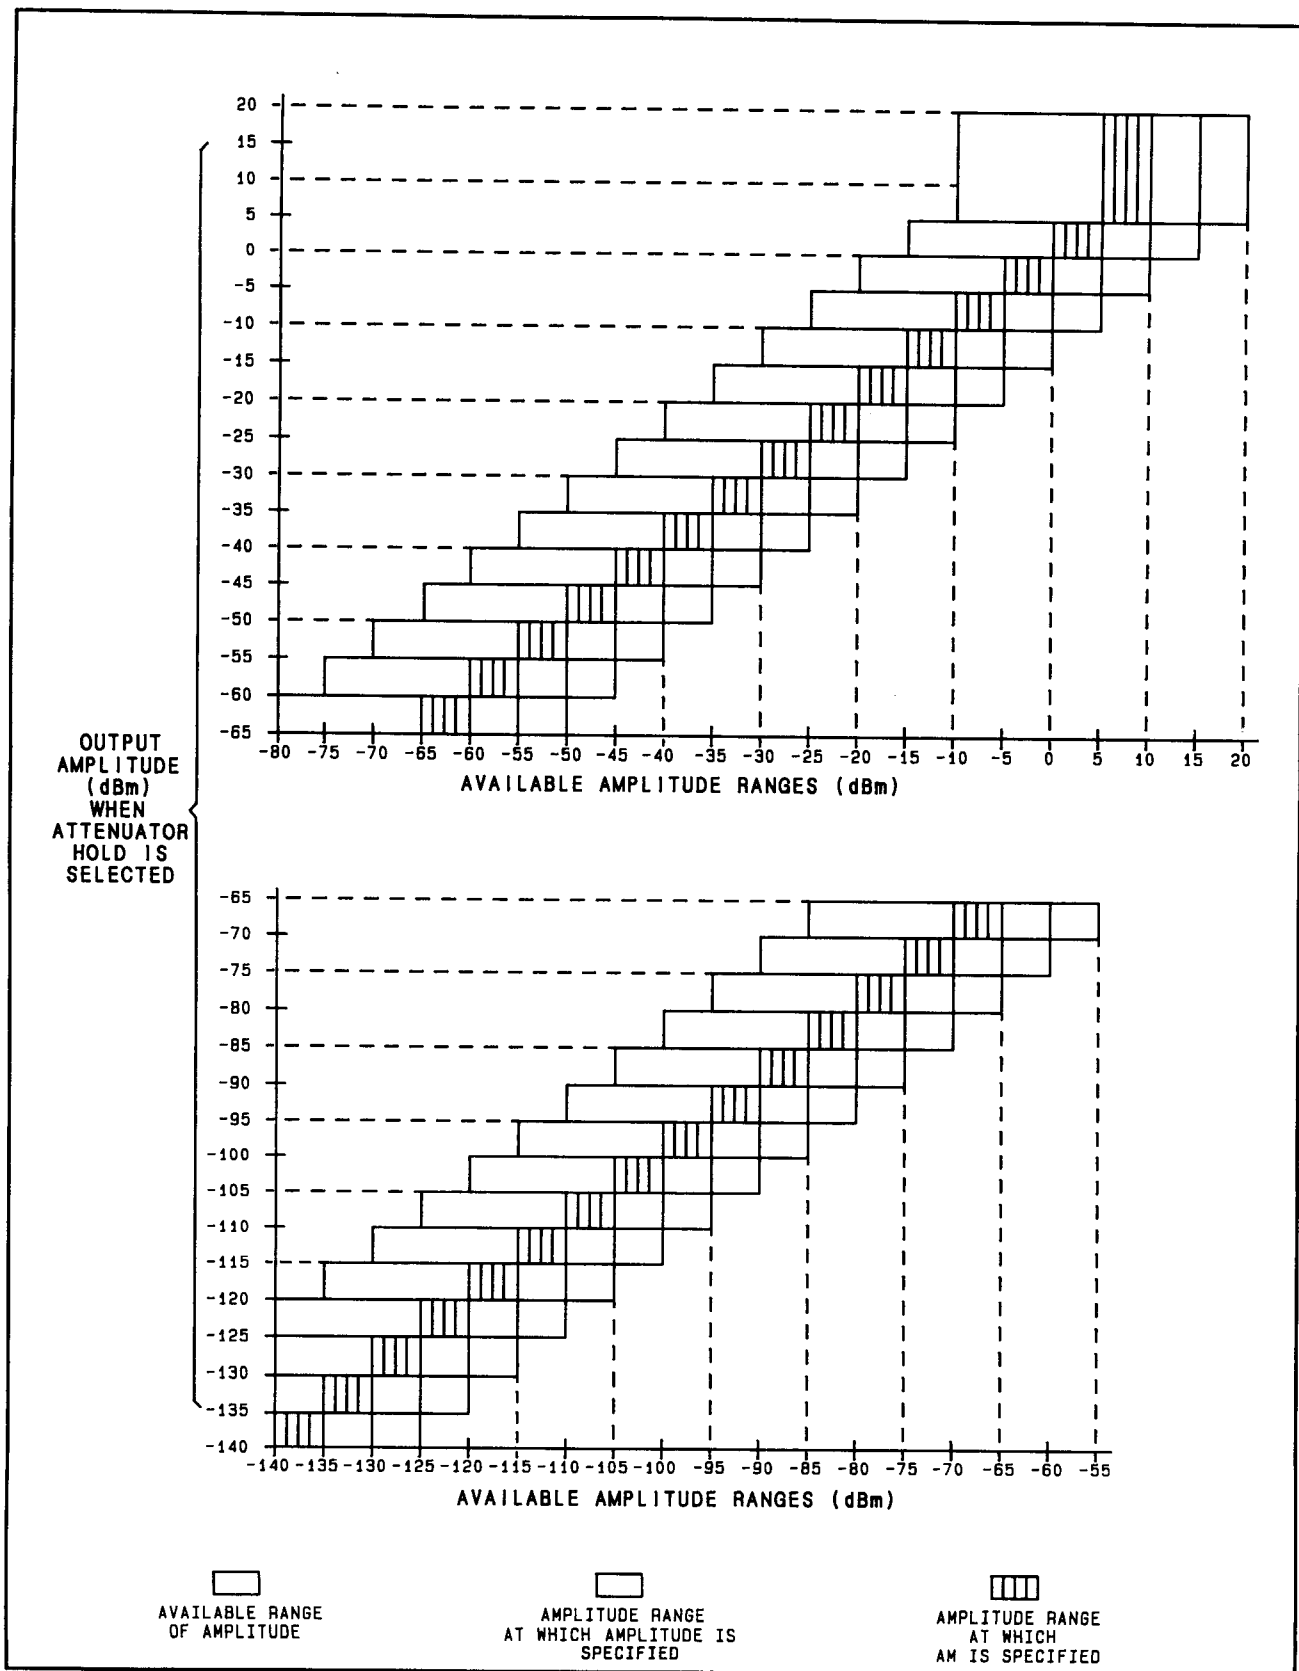 20
15
10
5
0
-5
-10
-15
-20
-25
-30
-35
-40
-45
-50
-55
-60
-65
-80 -75 -70 -65 -60 -55 -50 -45 -40 -35 -30 -25 -20 -15 -10 -5 0 5 10 15 20
AVAILABLE AMPLITUDE RANGES (dBm)
OUTPUT
AMPLITUDE
(dBm)
WHEN
ATTENUATOR
HOLD IS
SELECTED
-65
-70
-75
-80
-85
-90
-95
-100
-105
-110
-115
-120
-125
-130
-135
-140
-140 -135 -130 -125 -120 -115 -110 -105 -100 -95 -90 -85 -80 -75 -70 -65 -60 -55
AVAILABLE AMPLITUDE RANGES (dBm)
AVAILABLE RANGE
OF AMPLITUDE
AMPLITUDE RANGE
AT WHICH AMPLITUDE IS
SPECIFIED
AMPLITUDE RANGE
AT WHICH
AM IS SPECIFIED